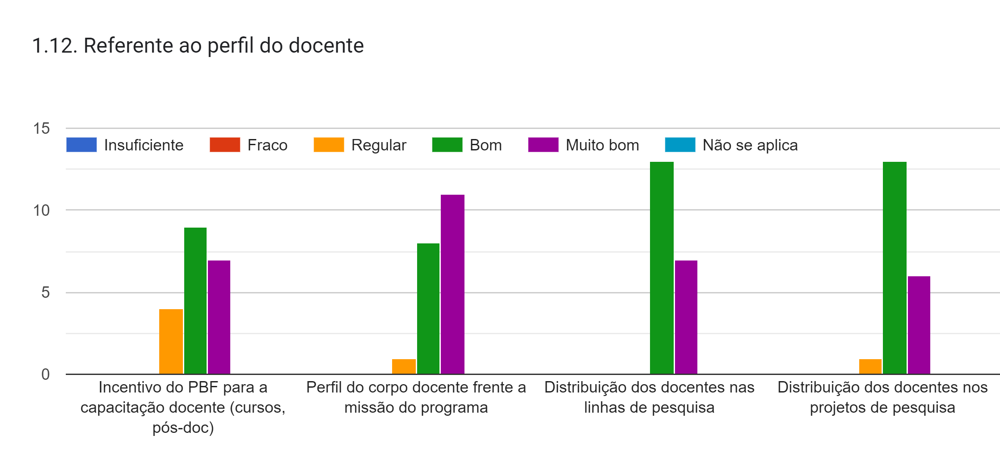 1.12. Referente ao perfil do docente
15
Insuficiente Fraco Regular Bom Muito bom Não se aplica
10
5
0
Incentivo do PBF para a
capacitação docente (cursos,
pós-doc)
Perfil do corpo docente frente a
missão do programa
Distribuição dos docentes nas
linhas de pesquisa
Distribuição dos docentes nos
projetos de pesquisa